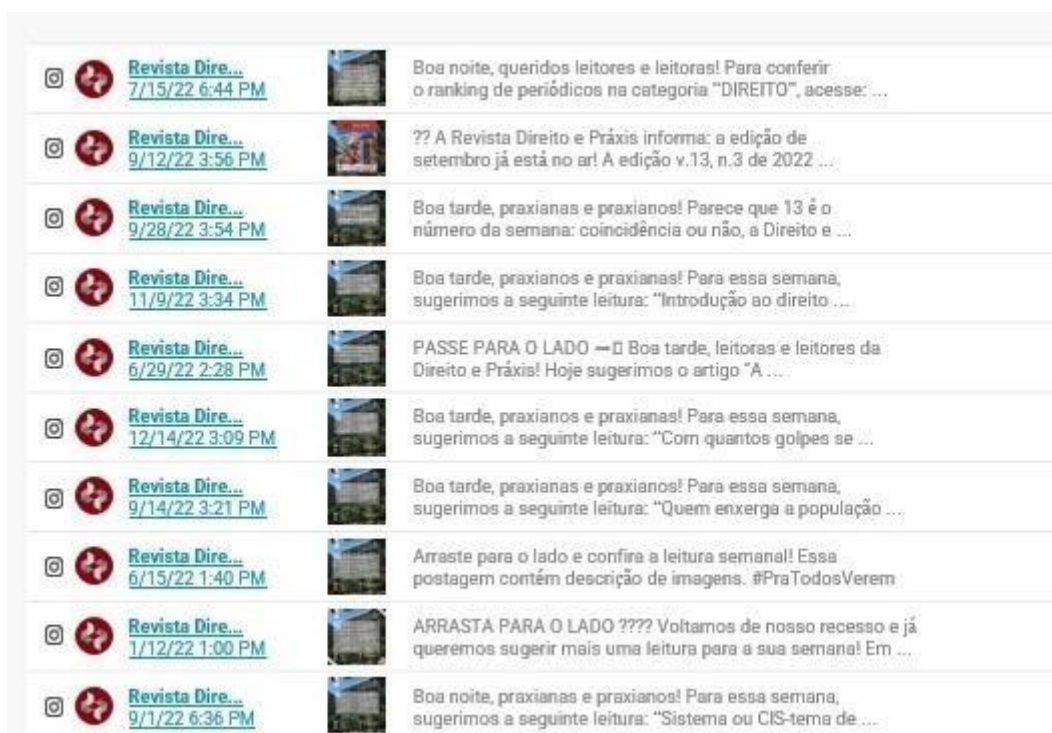 Revista Dire...
7/15/22 6:44 PM
Boa noite, queridos leitores e leitoras! Para conferir
o ranking de periódicos na categoria "DIREITO", acesse: ...
Revista Dire...
9/12/22 3:56 PM
?? A Revista Direito e Práxis informa: a edição de
setembro já está no ar! A edição v.13, n.3 de 2022 ...
Revista Dire...
9/28/22 3:54 PM
Boa tarde, praxianas e praxianos! Parece que 13 é o
número da semana: coincidência ou não, a Direito e ...
Revista Dire...
11/9/22 3:34 PM
Boa tarde, praxianos e praxianas! Para essa semana,
sugerimos a seguinte leitura: "Introdução ao direito ...
Revista Dire...
6/29/22 2:28 PM
PASSE PARA O LADO —▯ Boa tarde, leitoras e leitores da
Direito e Práxis! Hoje sugerimos o artigo "A ...
Revista Dire...
12/14/22 3:09 PM
Boa tarde, praxianos e praxianas! Para essa semana,
sugerimos a seguinte leitura: "Com quantos golpes se ...
Revista Dire...
9/14/22 3:21 PM
Boa tarde, praxianas e praxianos! Para essa semana,
sugerimos a seguinte leitura: "Quem enxerga a população ...
Revista Dire...
6/15/22 1:40 PM
Arraste para o lado e confira a leitura semanal! Essa
postagem contém descrição de imagens. #PraTodosVerem
Revista Dire...
1/12/22 1:00 PM
ARRASTA PARA O LADO ???? Voltamos de nosso recesso e já
queremos sugerir mais uma leitura para a sua semana! Em ...
Revista Dire...
9/1/22 6:36 PM
Boa noite, praxianas e praxianos! Para essa semana,
sugerimos a seguinte leitura: "Sistema ou CIS-tema de ...